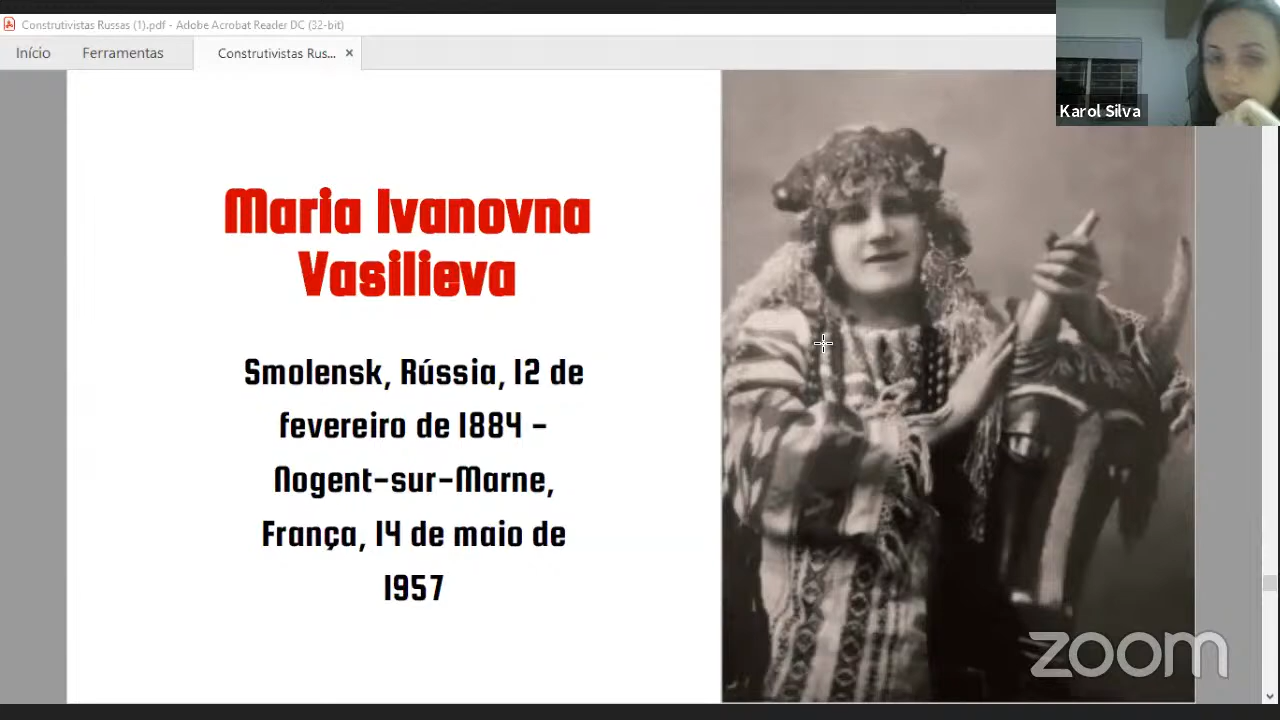 Construtivistas Russas (1).pdf - Adobe Acrobat Reader DC (32-bit)
Início Ferramentas Construtivistas Rus... ×
Karol Silva
Maria Ivanovna
Vasilieva
Smolensk, Rússia, 12 de
fevereiro de 1884 -
Nogent-sur-Marne,
França, 14 de maio de
1957
zoom